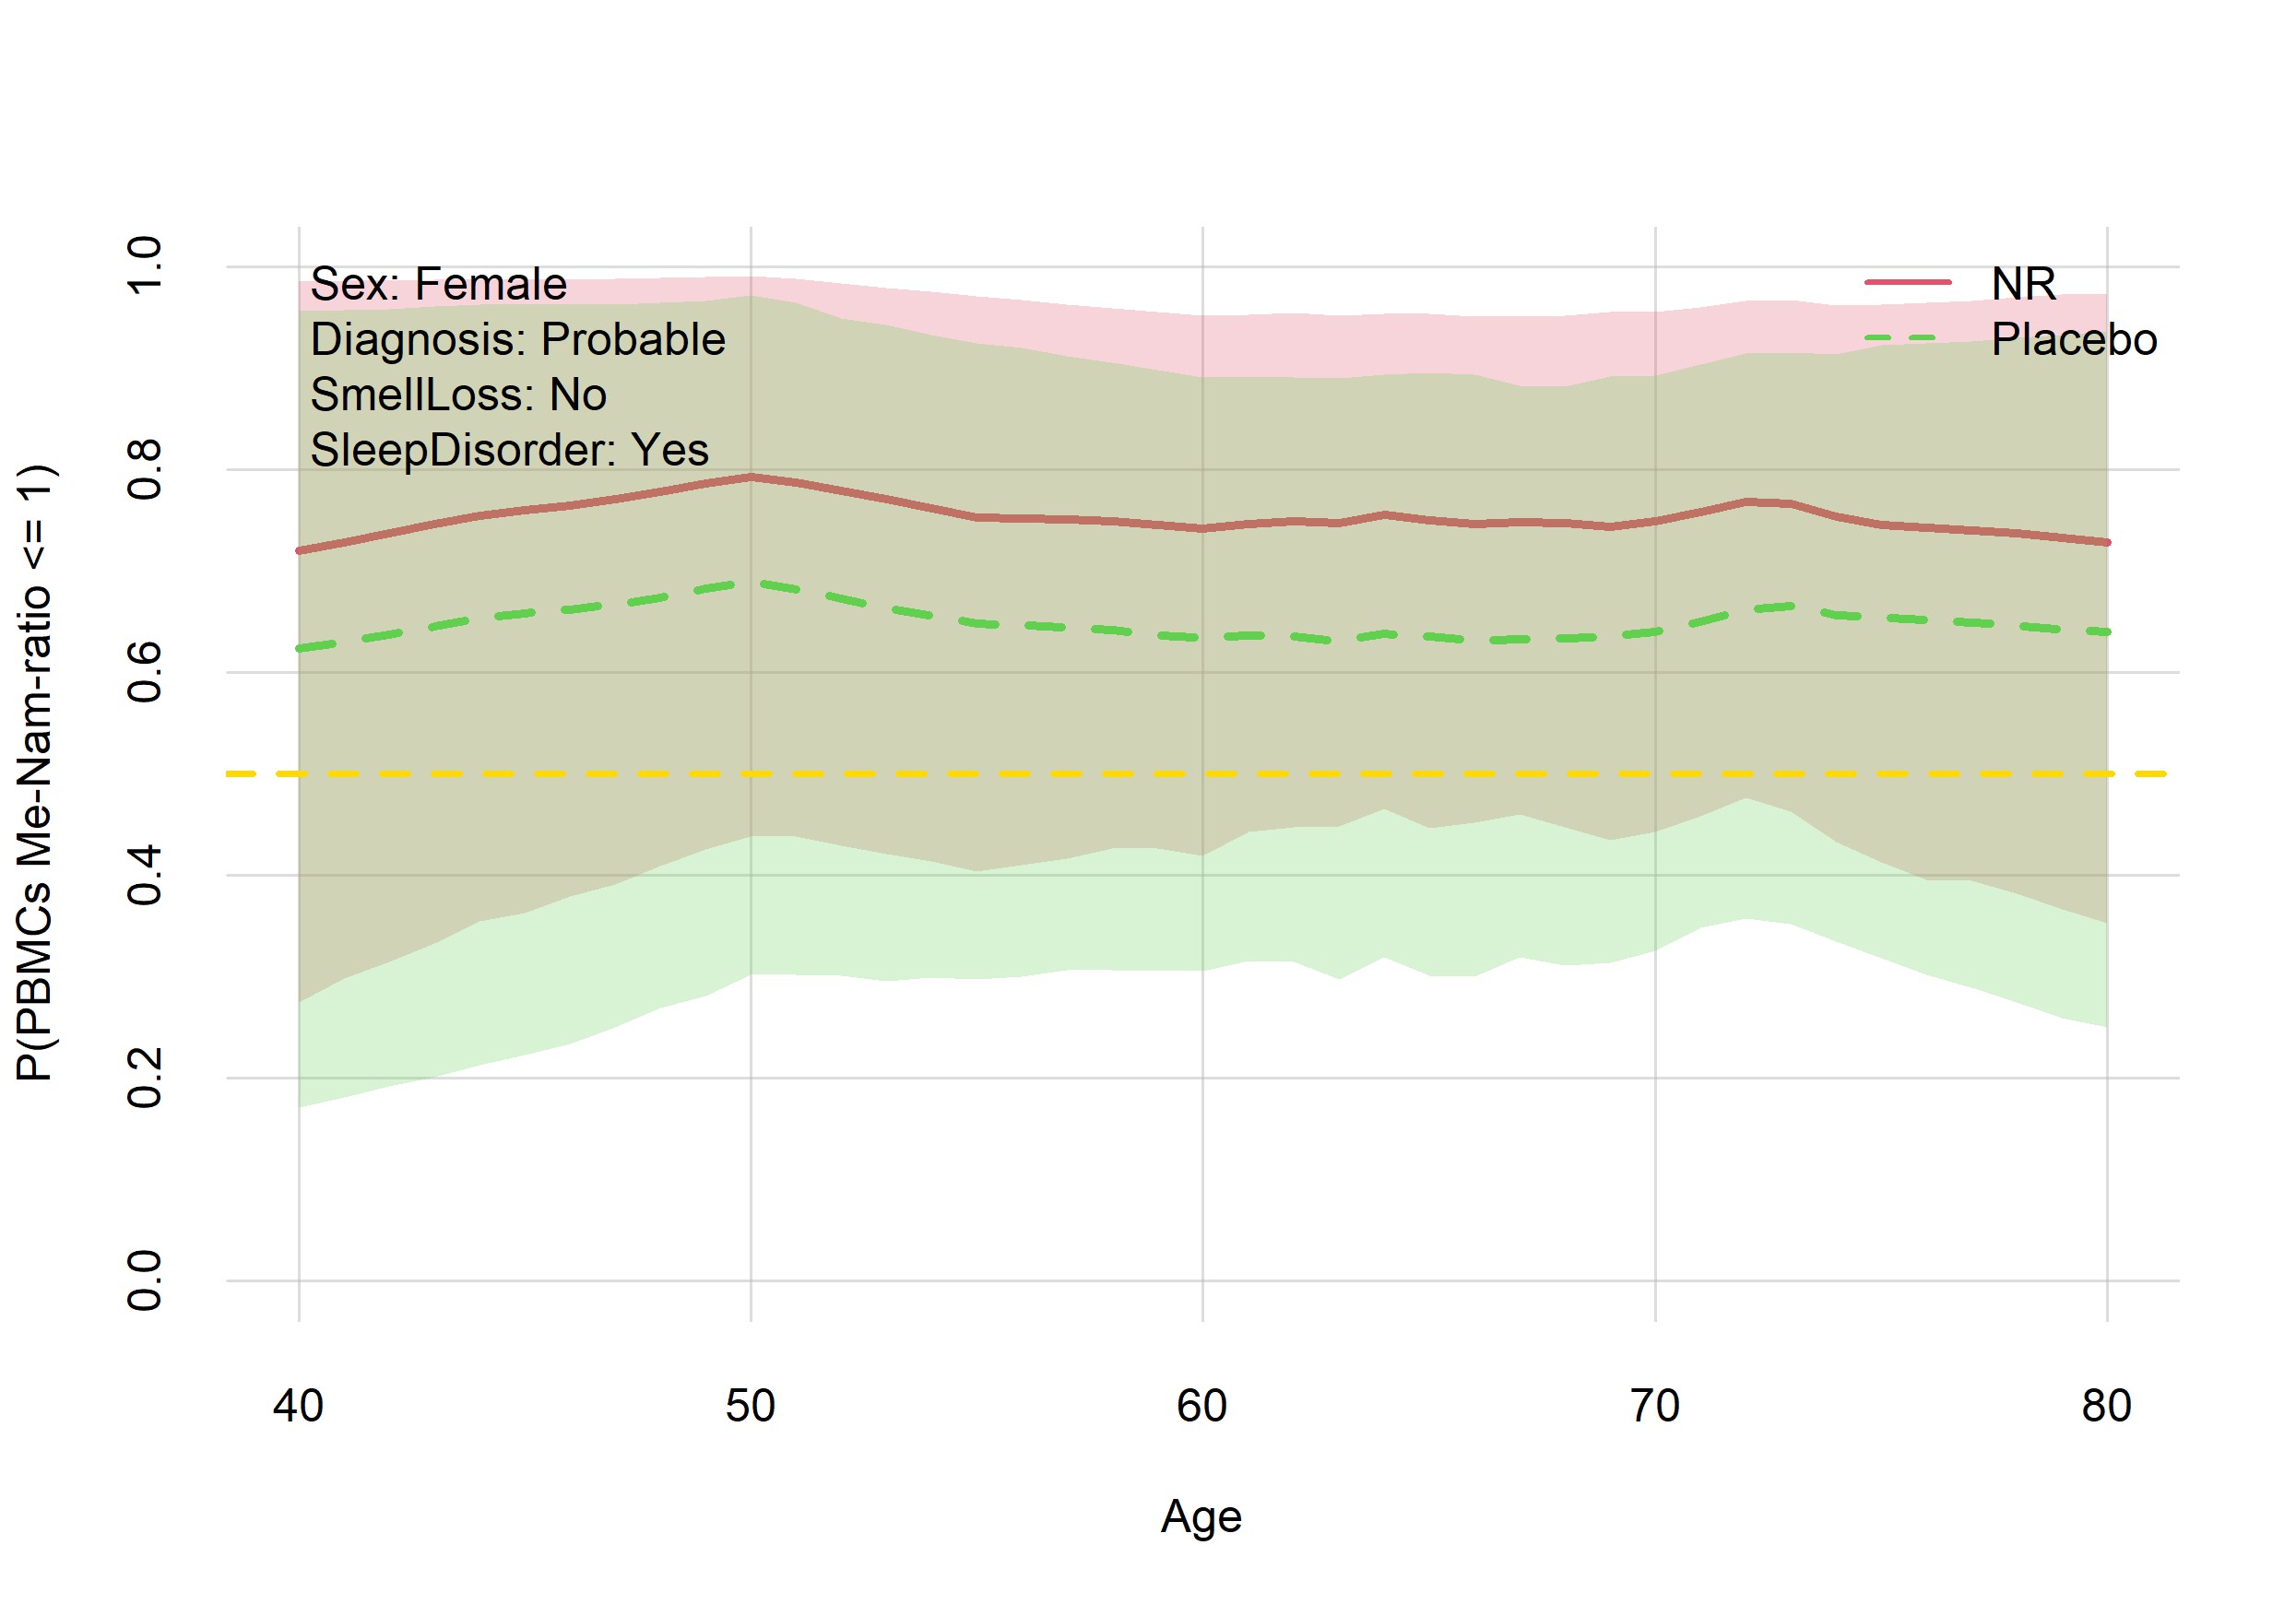 Sex: Female
Diagnosis: Probable
SmellLoss: No
SleepDisorder: Yes
NR
Placebo
P(PBMCs Me-Nam-ratio <= 1)
1.0
0.8
0.6
0.4
0.2
0.0
40 50 60 70 80
Age